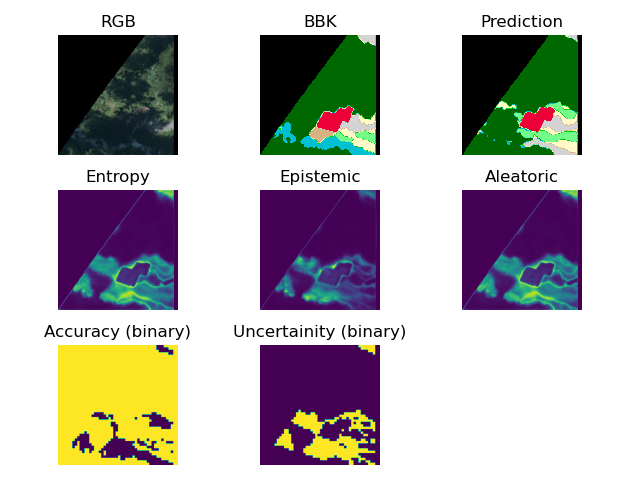 RGB
BBK
Prediction
Entropy
Epistemic
Aleatoric
Accuracy (binary)
Uncertainity (binary)